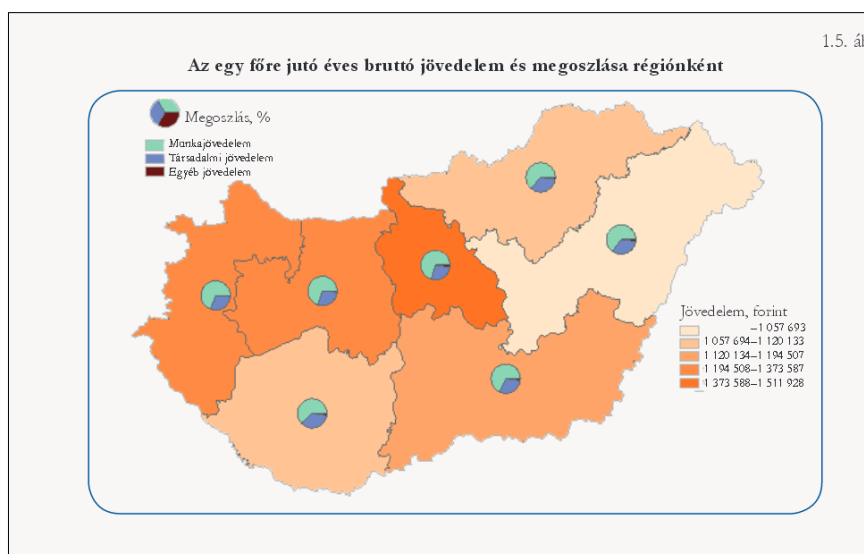 1.5. áb
Az egy főre jutó éves bruttó jövedelem és megoszlása régiónként
Megoszlás, %
Munkajövedelem
Társadalmi jövedelem
Egyéb jövedelem
Jövedelem, forint
–1 057 693
1 057 694–1 120 133
1 120 134–1 194 507
1 194 508–1 373 587
1 373 588–1 511 928